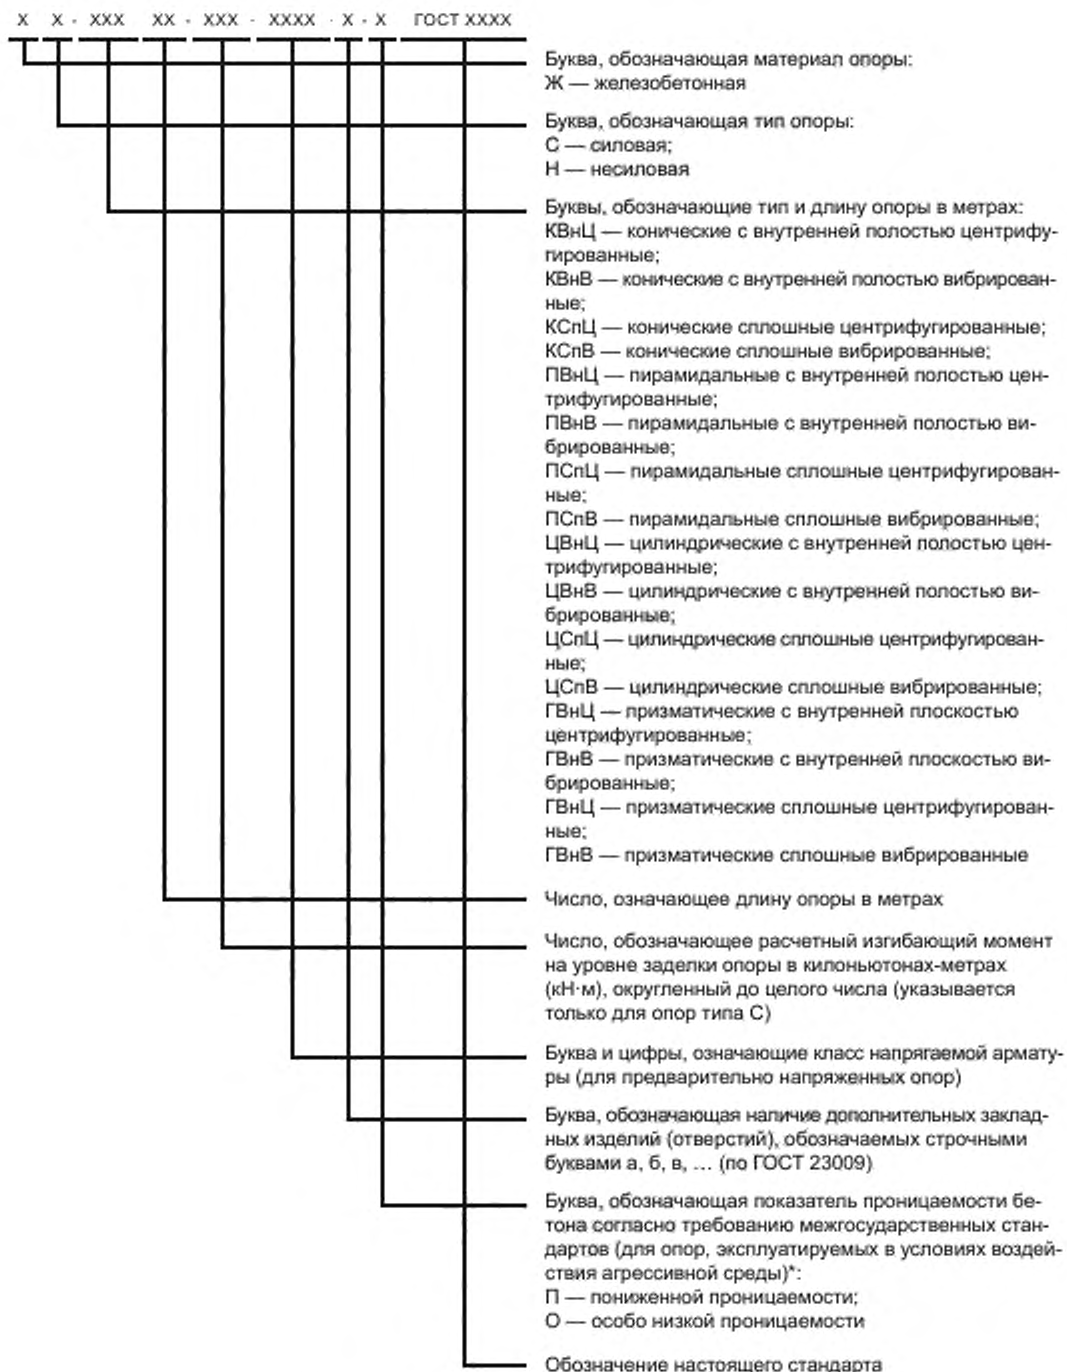 Х Х - ХХХ ХХ - ХХХ - ХХХХ - Х - Х ГОСТ ХХХХ
Буква, обозначающая материал опоры:
Ж — железобетонная
Буква, обозначающая тип опоры:
С — силовая;
Н — несиловая
Буквы, обозначающие тип и длину опоры в метрах:
КВнЦ — конические с внутренней полостью центрифу-
гированные;
КВнВ — конические с внутренней полостью вибрирован-
ные;
КСпЦ — конические сплошные центрифугированные;
КСпВ — конические сплошные вибрированные;
ПВнЦ — пирамидальные с внутренней полостью цен-
трифугированные;
ПВнВ — пирамидальные с внутренней полостью ви-
брированные;
ПСпЦ — пирамидальные сплошные центрифугирован-
ные;
ПСпВ — пирамидальные сплошные вибрированные;
ЦВнЦ — цилиндрические с внутренней полостью цен-
трифугированные;
ЦВнВ — цилиндрические с внутренней полостью ви-
брированные;
ЦСпЦ — цилиндрические сплошные центрифугирован-
ные;
ЦСпВ — цилиндрические сплошные вибрированные;
ГВнЦ — призматические с внутренней плоскостью
центрифугированные;
ГВнВ — призматические с внутренней плоскостью ви-
брированные;
ГВнЦ — призматические сплошные центрифугирован-
ные;
ГВнВ — призматические сплошные вибрированные
Число, означающее длину опоры в метрах
Число, обозначающее расчетный изгибающий момент
на уровне заделки опоры в килоньютонах-метрах
(кН·м), округленный до целого числа (указывается
только для опор типа С)
Буква и цифры, означающие класс напрягаемой армату-
ры (для предварительно напряженных опор)
Буква, обозначающая наличие дополнительных заклад-
ных изделий (отверстий), обозначаемых строчными
буквами а, б, в, … (по ГОСТ 23009)
Буква, обозначающая показатель проницаемости бе-
тона согласно требованию межгосударственных стан-
дартов (для опор, эксплуатируемых в условиях воздей-
ствия агрессивной среды)*:
П — пониженной проницаемости;
О — особо низкой проницаемости
Обозначение настоящего стандарта